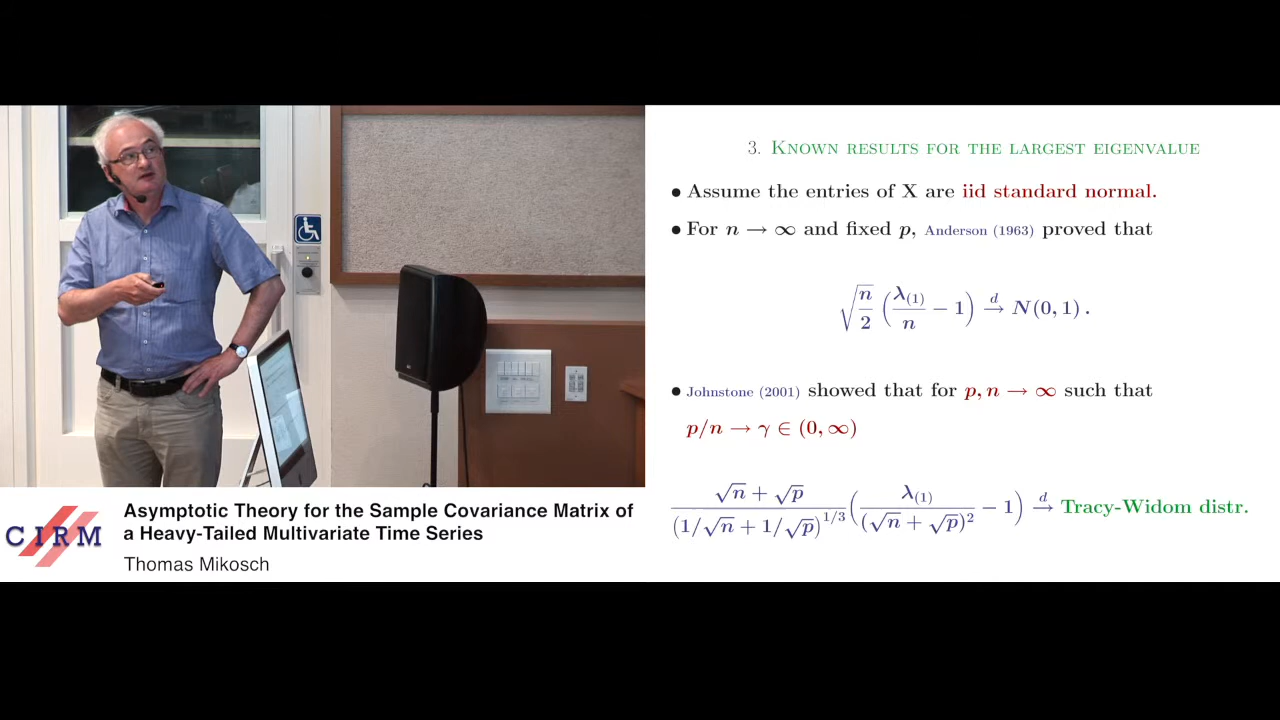 3. Known results for the largest eigenvalue
• Assume the entries of X are iid standard normal.
• For n → ∞ and fixed p, Anderson (1963) proved that
√(n/2) (λ₍₁₎/n − 1) →ᵈ N(0, 1) .
• Johnstone (2001) showed that for p, n → ∞ such that
p/n → γ ∈ (0, ∞)
(√n + √p)/(1/√n + 1/√p)^{1/3} (λ₍₁₎/(√n + √p)² − 1) →ᵈ Tracy-Widom distr.
CIRM
Asymptotic Theory for the Sample Covariance Matrix of
a Heavy-Tailed Multivariate Time Series
Thomas Mikosch